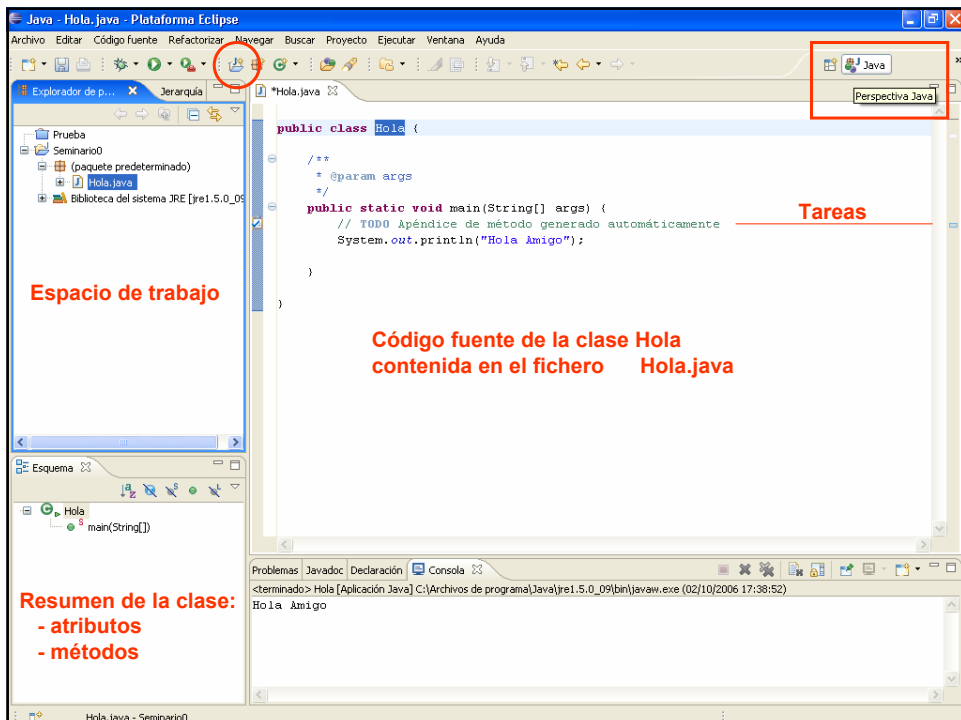 Java - Hola.java - Plataforma Eclipse
Archivo Editar Código fuente Refactorizar Navegar Buscar Proyecto Ejecutar Ventana Ayuda
Java
Perspectiva Java
Explorador de p... Jerarquía
Prueba
Seminario0
(paquete predeterminado)
Hola.java
Biblioteca del sistema JRE [jre1.5.0_09
Espacio de trabajo
*Hola.java
public class Hola {
/**
* @param args
*/
public static void main(String[] args) {
// TODO Apéndice de método generado automáticamente
System.out.println("Hola Amigo");
}
}
Tareas
Código fuente de la clase Hola
contenida en el fichero Hola.java
Esquema
Hola
main(String[])
Resumen de la clase:
- atributos
- métodos
Problemas Javadoc Declaración Consola
<terminado> Hola [Aplicación Java] C:\Archivos de programa\Java\jre1.5.0_09\bin\javaw.exe (02/10/2006 17:38:52)
Hola Amigo
Hola.java - Seminario0